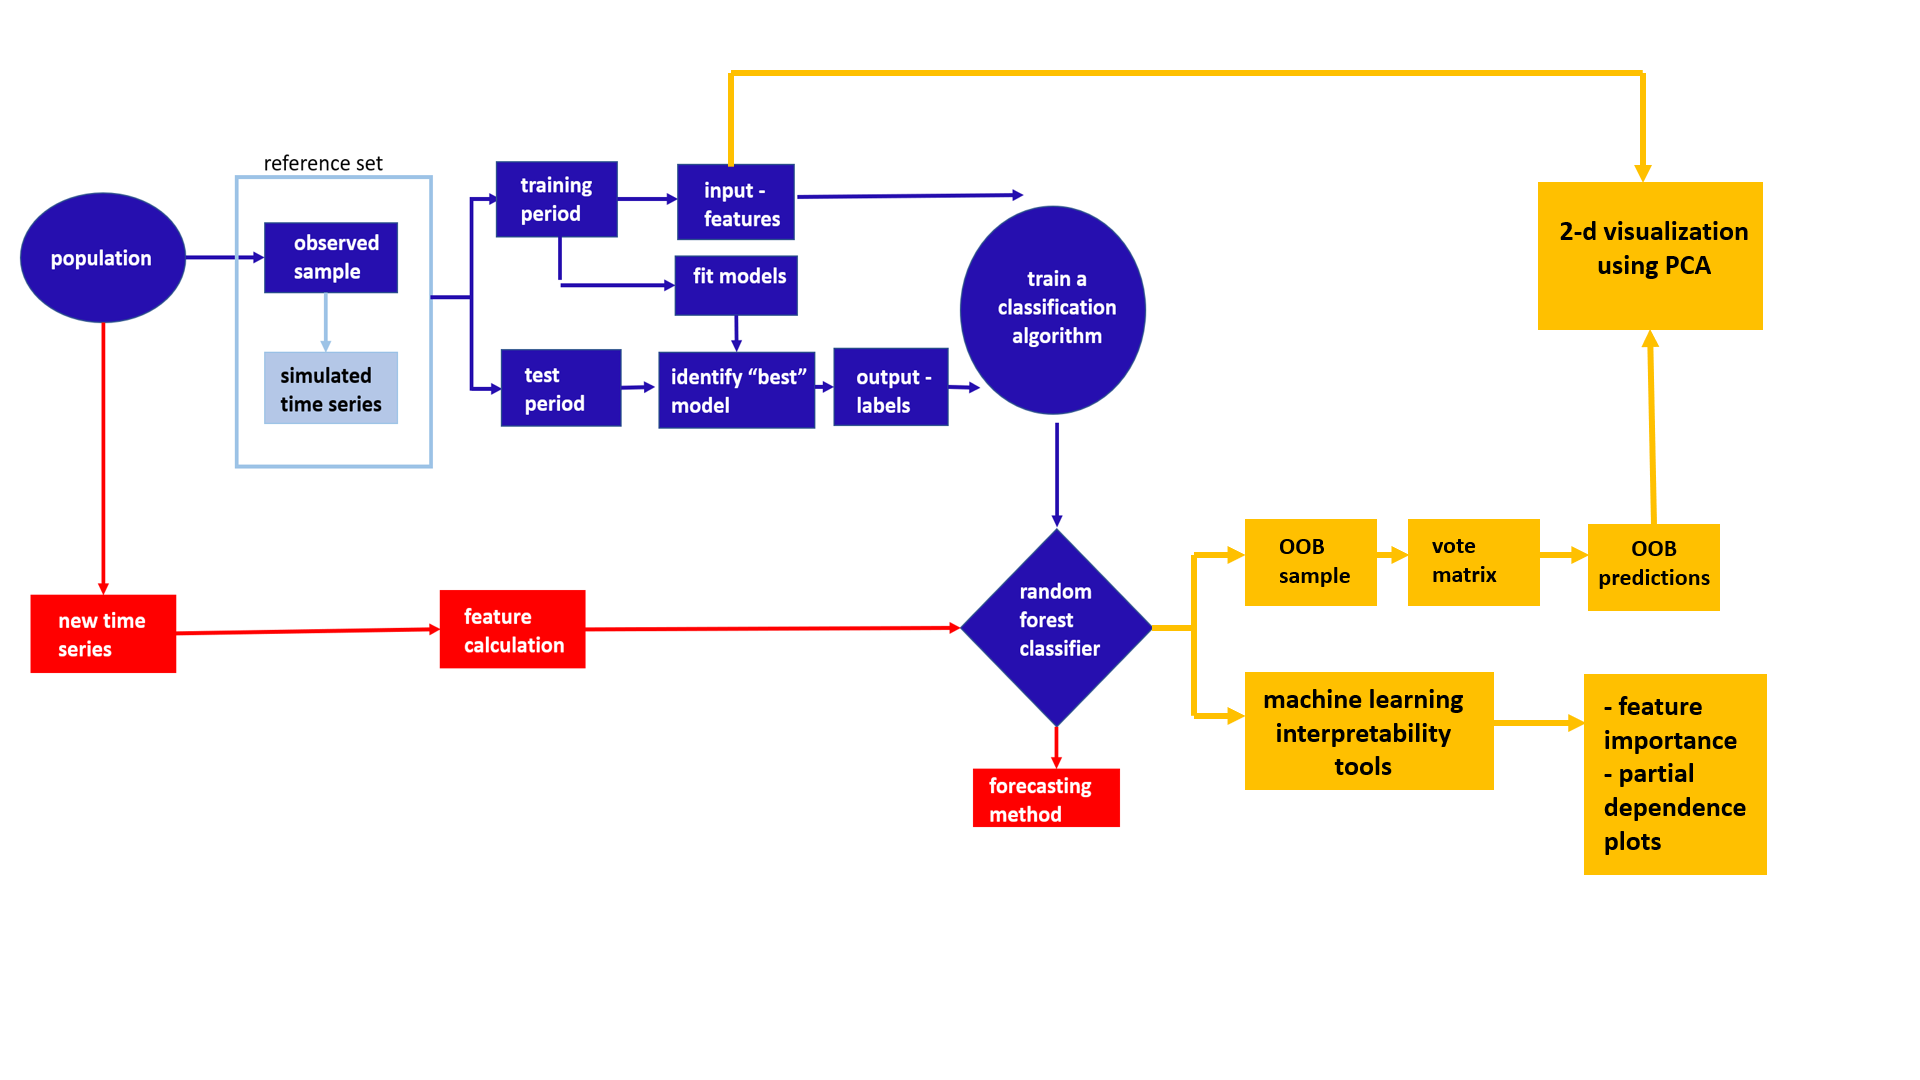 reference set
population
observed
sample
simulated
time series
training
period
input -
features
fit models
test
period
identify “best”
model
output -
labels
train a
classification
algorithm
2-d visualization
using PCA
new time
series
feature
calculation
random
forest
classifier
forecasting
method
OOB
sample
vote
matrix
OOB
predictions
machine learning
interpretability
tools
- feature
importance
- partial
dependence
plots